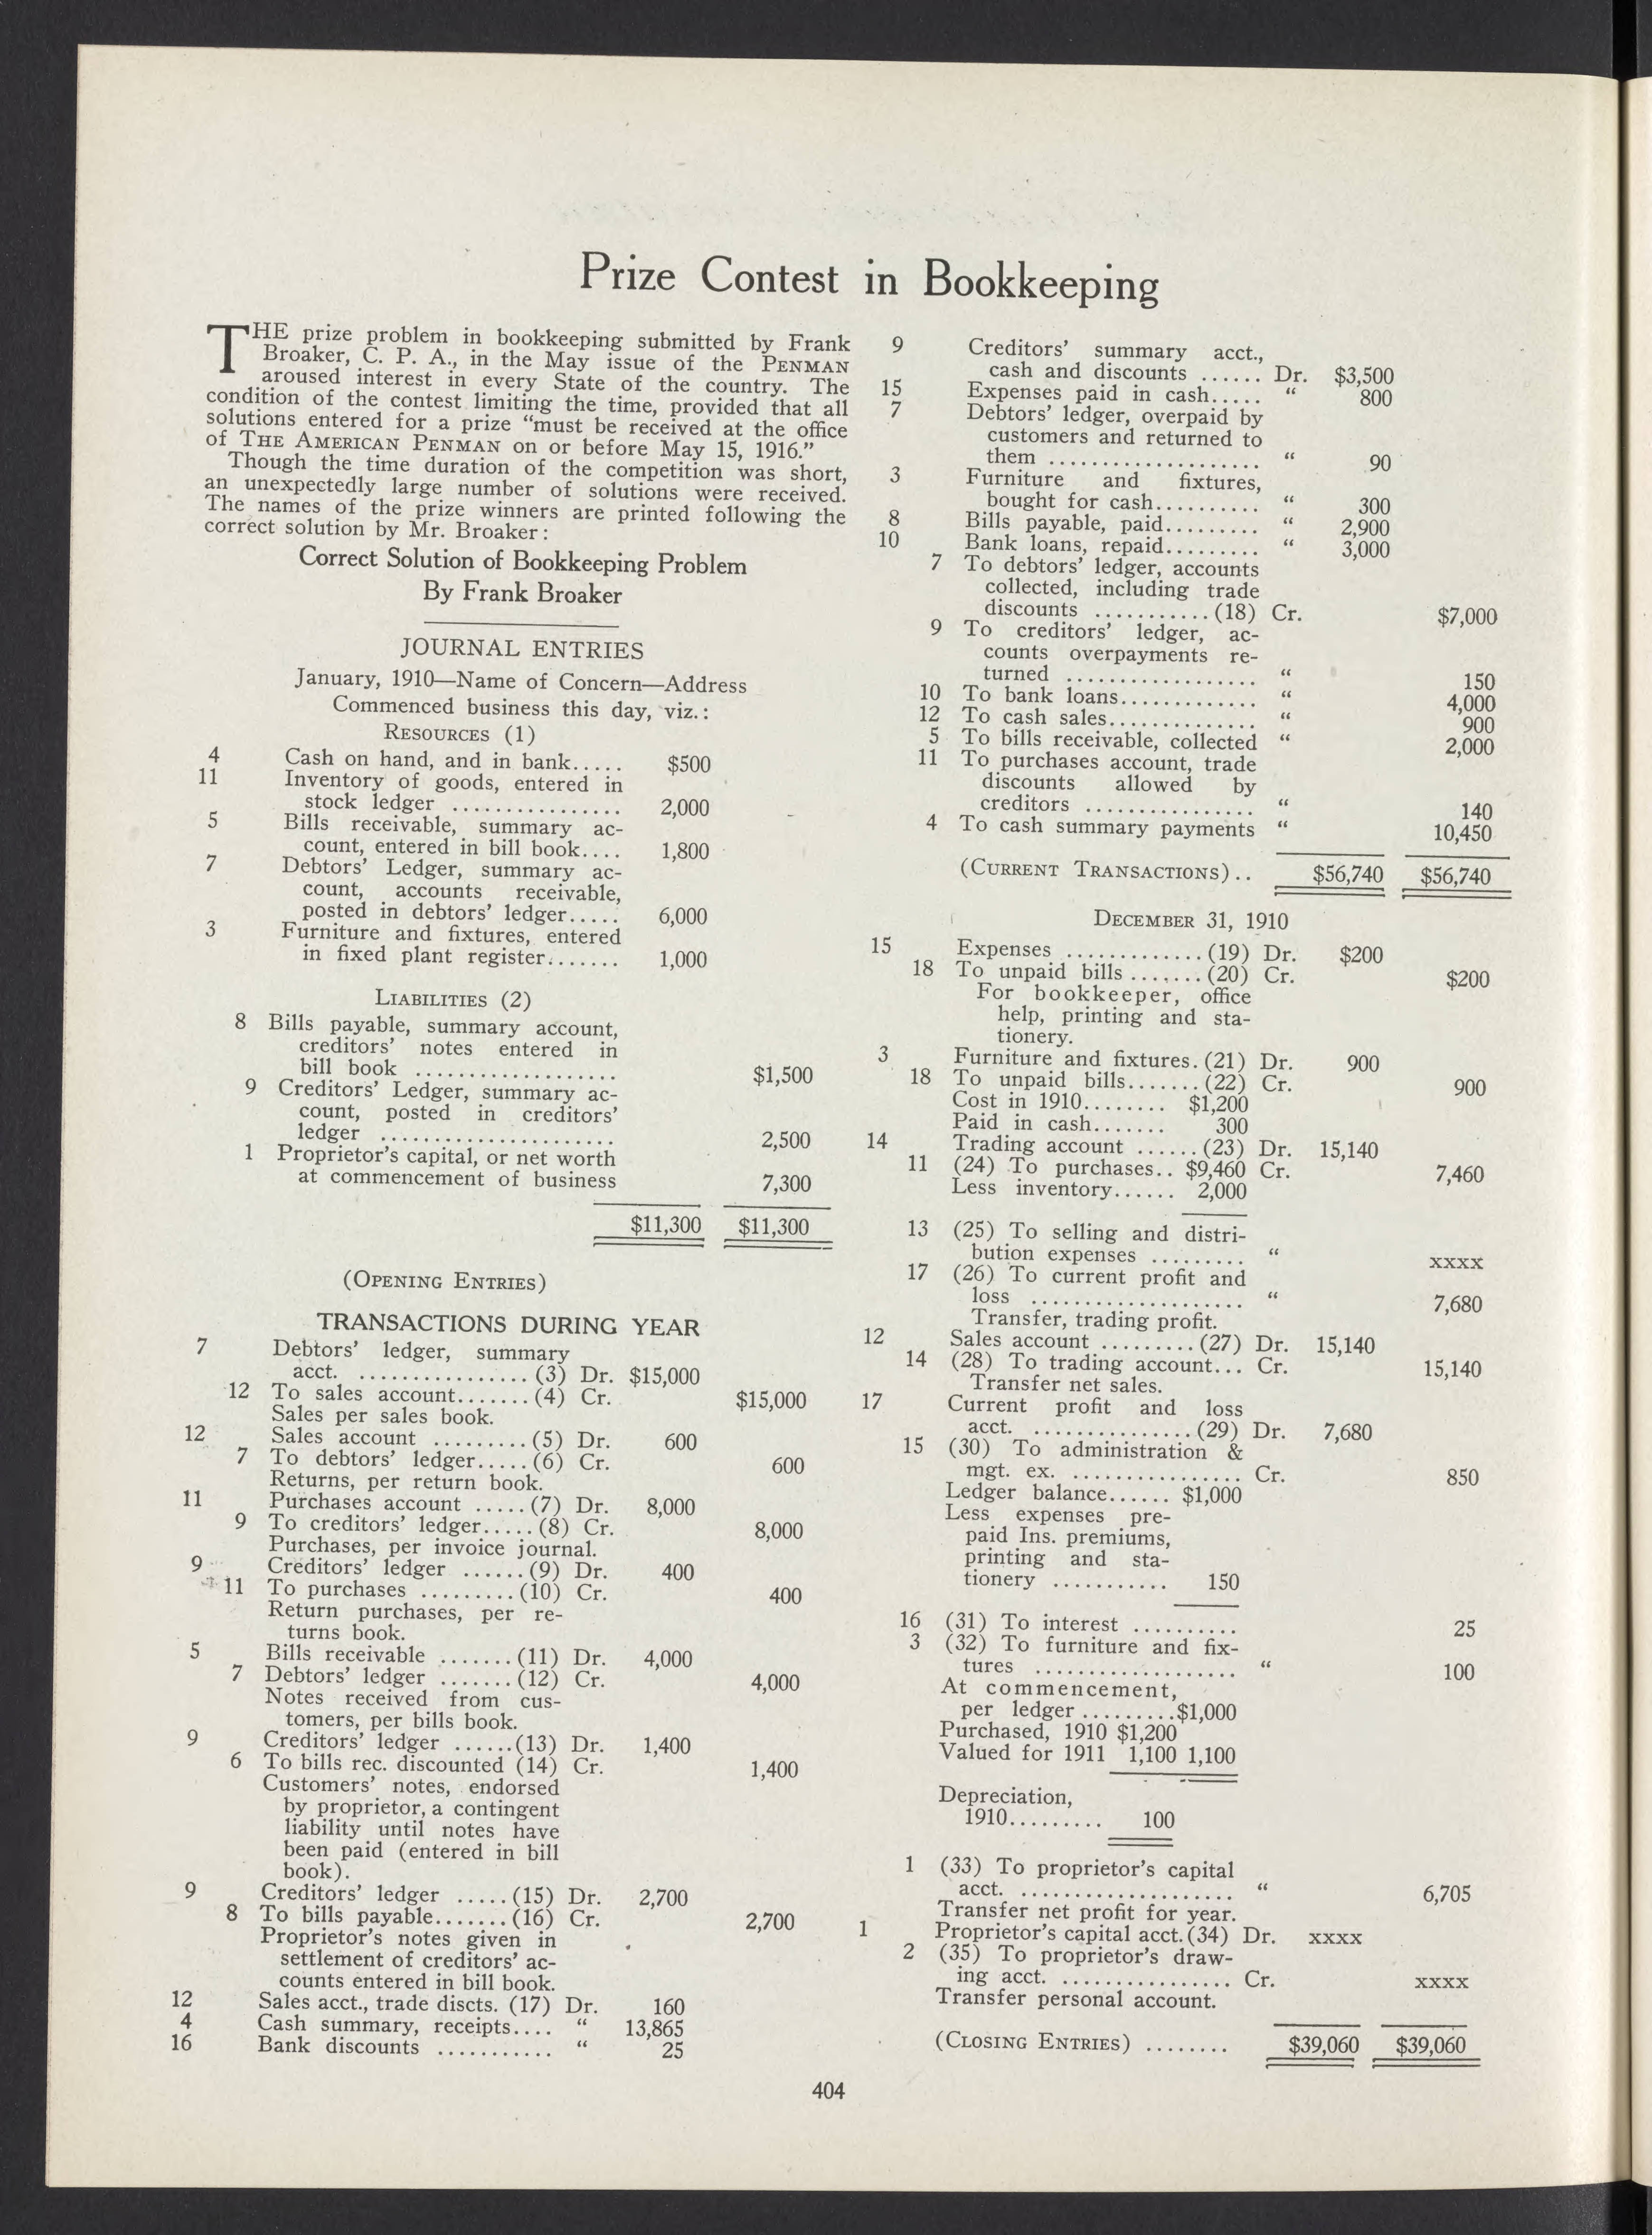 Prize Contest in Bookkeeping
THE prize problem in bookkeeping submitted by Frank
Broaker, C. P. A., in the May issue of the PENMAN
aroused interest in every State of the country. The
condition of the contest limiting the time, provided that all
solutions entered for a prize “must be received at the office
of THE AMERICAN PENMAN on or before May 15, 1916.”
Though the time duration of the competition was short,
an unexpectedly large number of solutions were received.
The names of the prize winners are printed following the
correct solution by Mr. Broaker:
Correct Solution of Bookkeeping Problem
By Frank Broaker
JOURNAL ENTRIES
January, 1910—Name of Concern—Address
Commenced business this day, viz.:
RESOURCES (1)
4 Cash on hand, and in bank..... $500
11 Inventory of goods, entered in
stock ledger ................ 2,000
5 Bills receivable, summary ac-
count, entered in bill book.... 1,800
7 Debtors’ Ledger, summary ac-
count, accounts receivable,
posted in debtors’ ledger..... 6,000
3 Furniture and fixtures, entered
in fixed plant register....... 1,000
LIABILITIES (2)
8 Bills payable, summary account,
creditors’ notes entered in
bill book ................... $1,500
9 Creditors’ Ledger, summary ac-
count, posted in creditors’
ledger ...................... 2,500
1 Proprietor’s capital, or net worth
at commencement of business 7,300
$11,300 $11,300
(OPENING ENTRIES)
TRANSACTIONS DURING YEAR
7 Debtors’ ledger, summary
acct. ................ (3) Dr. $15,000
12 To sales account....... (4) Cr. $15,000
Sales per sales book.
12 Sales account ......... (5) Dr. 600
7 To debtors’ ledger..... (6) Cr. 600
Returns, per return book.
11 Purchases account ..... (7) Dr. 8,000
9 To creditors’ ledger..... (8) Cr. 8,000
Purchases, per invoice journal.
9 Creditors’ ledger ...... (9) Dr. 400
11 To purchases ......... (10) Cr. 400
Return purchases, per re-
turns book.
5 Bills receivable ....... (11) Dr. 4,000
7 Debtors’ ledger ....... (12) Cr. 4,000
Notes received from cus-
tomers, per bills book.
9 Creditors’ ledger ...... (13) Dr. 1,400
6 To bills rec. discounted (14) Cr. 1,400
Customers’ notes, endorsed
by proprietor, a contingent
liability until notes have
been paid (entered in bill
book).
9 Creditors’ ledger ..... (15) Dr. 2,700
8 To bills payable....... (16) Cr. 2,700
Proprietor’s notes given in
settlement of creditors’ ac-
counts entered in bill book.
12 Sales acct., trade discts. (17) Dr. 160
4 Cash summary, receipts.... “ 13,865
16 Bank discounts ........... “ 25
9 Creditors’ summary acct.,
cash and discounts ...... Dr. $3,500
15 Expenses paid in cash..... “ 800
7 Debtors’ ledger, overpaid by
customers and returned to
them .................... “ 90
3 Furniture and fixtures,
bought for cash.......... “ 300
8 Bills payable, paid......... “ 2,900
10 Bank loans, repaid......... “ 3,000
7 To debtors’ ledger, accounts
collected, including trade
discounts ........... (18) Cr. $7,000
9 To creditors’ ledger, ac-
counts overpayments re-
turned .................. “ 150
10 To bank loans............. “ 4,000
12 To cash sales.............. “ 900
5 To bills receivable, collected “ 2,000
11 To purchases account, trade
discounts allowed by
creditors ................ “ 140
4 To cash summary payments “ 10,450
(CURRENT TRANSACTIONS).. $56,740 $56,740
DECEMBER 31, 1910
15 Expenses ............. (19) Dr. $200
18 To unpaid bills ....... (20) Cr. $200
For bookkeeper, office
help, printing and sta-
tionery.
3 Furniture and fixtures. (21) Dr. 900
18 To unpaid bills....... (22) Cr. 900
Cost in 1910........ $1,200
Paid in cash....... 300
14 Trading account ...... (23) Dr. 15,140
11 (24) To purchases.. $9,460 Cr. 7,460
Less inventory...... 2,000
13 (25) To selling and distri-
bution expenses ......... “ xxxx
17 (26) To current profit and
loss .................... “ 7,680
Transfer, trading profit.
12 Sales account ......... (27) Dr. 15,140
14 (28) To trading account... Cr. 15,140
Transfer net sales.
17 Current profit and loss
acct. ............... (29) Dr. 7,680
15 (30) To administration &
mgt. ex. ................ Cr. 850
Ledger balance...... $1,000
Less expenses pre-
paid Ins. premiums,
printing and sta-
tionery ........... 150
16 (31) To interest .......... 25
3 (32) To furniture and fix-
tures ................... “ 100
At commencement,
per ledger .........$1,000
Purchased, 1910 $1,200
Valued for 1911 1,100 1,100
Depreciation,
1910......... 100
1 (33) To proprietor’s capital
acct. .................... “ 6,705
Transfer net profit for year.
1 Proprietor’s capital acct. (34) Dr. xxxx
2 (35) To proprietor’s draw-
ing acct. ................ Cr. xxxx
Transfer personal account.
(CLOSING ENTRIES) ........ $39,060 $39,060
404